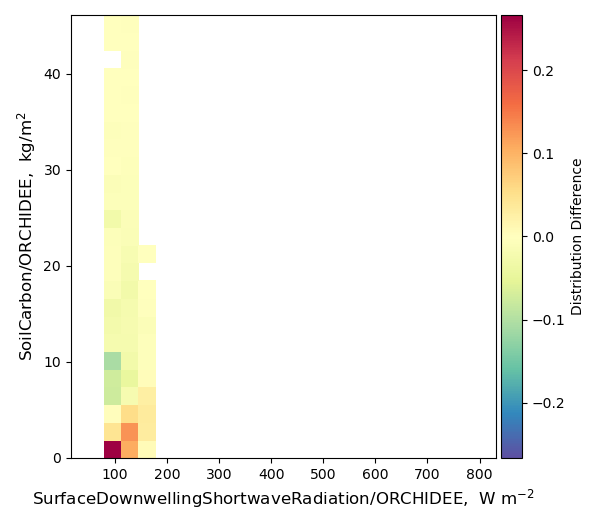 SoilCarbon/ORCHIDEE, kg/m²
40
30
20
10
0
100 200 300 400 500 600 700 800
SurfaceDownwellingShortwaveRadiation/ORCHIDEE, W m⁻²
0.2
0.1
0.0
−0.1
−0.2
Distribution Difference